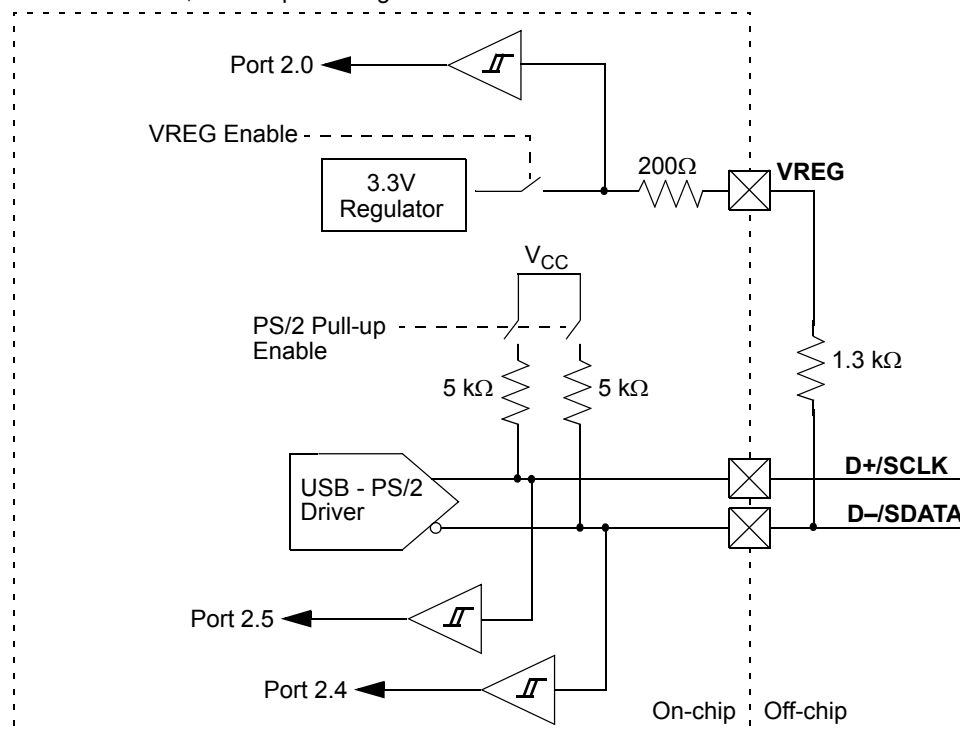 Port 2.0
VREG Enable
3.3V
Regulator
200Ω
VREG
VCC
PS/2 Pull-up
Enable
5 kΩ
5 kΩ
1.3 kΩ
USB - PS/2
Driver
D+/SCLK
D–/SDATA
Port 2.5
Port 2.4
On-chip
Off-chip